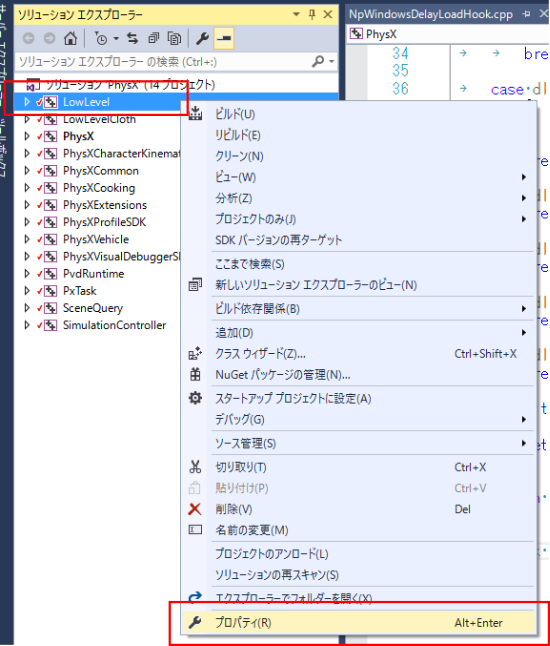 ソリューション エクスプローラー
ソリューション エクスプローラー の検索 (Ctrl+:)
ソリューション 'PhysX' (14 プロジェクト)
LowLevel
LowLevelCloth
PhysX
PhysXCharacterKinemat
PhysXCommon
PhysXCooking
PhysXExtensions
PhysXProfileSDK
PhysXVehicle
PhysXVisualDebuggerSI
PvdRuntime
PxTask
SceneQuery
SimulationController
NpWindowsDelayLoadHook.cpp
PhysX
34 bre
35
36 case dl
ビルド(U)
リビルド(E)
クリーン(N)
ビュー(W)
分析(Z)
プロジェクトのみ(J)
SDK バージョンの再ターゲット
ここまで検索(S)
新しいソリューション エクスプローラーのビュー(N)
ビルド依存関係(B)
追加(D)
クラス ウィザード(Z)... Ctrl+Shift+X
NuGet パッケージの管理(N)...
スタートアップ プロジェクトに設定(A)
デバッグ(G)
ソース管理(S)
切り取り(T) Ctrl+X
貼り付け(P) Ctrl+V
削除(V) Del
名前の変更(M)
プロジェクトのアンロード(L)
ソリューションの再スキャン(S)
エクスプローラーでフォルダーを開く(X)
プロパティ(R) Alt+Enter